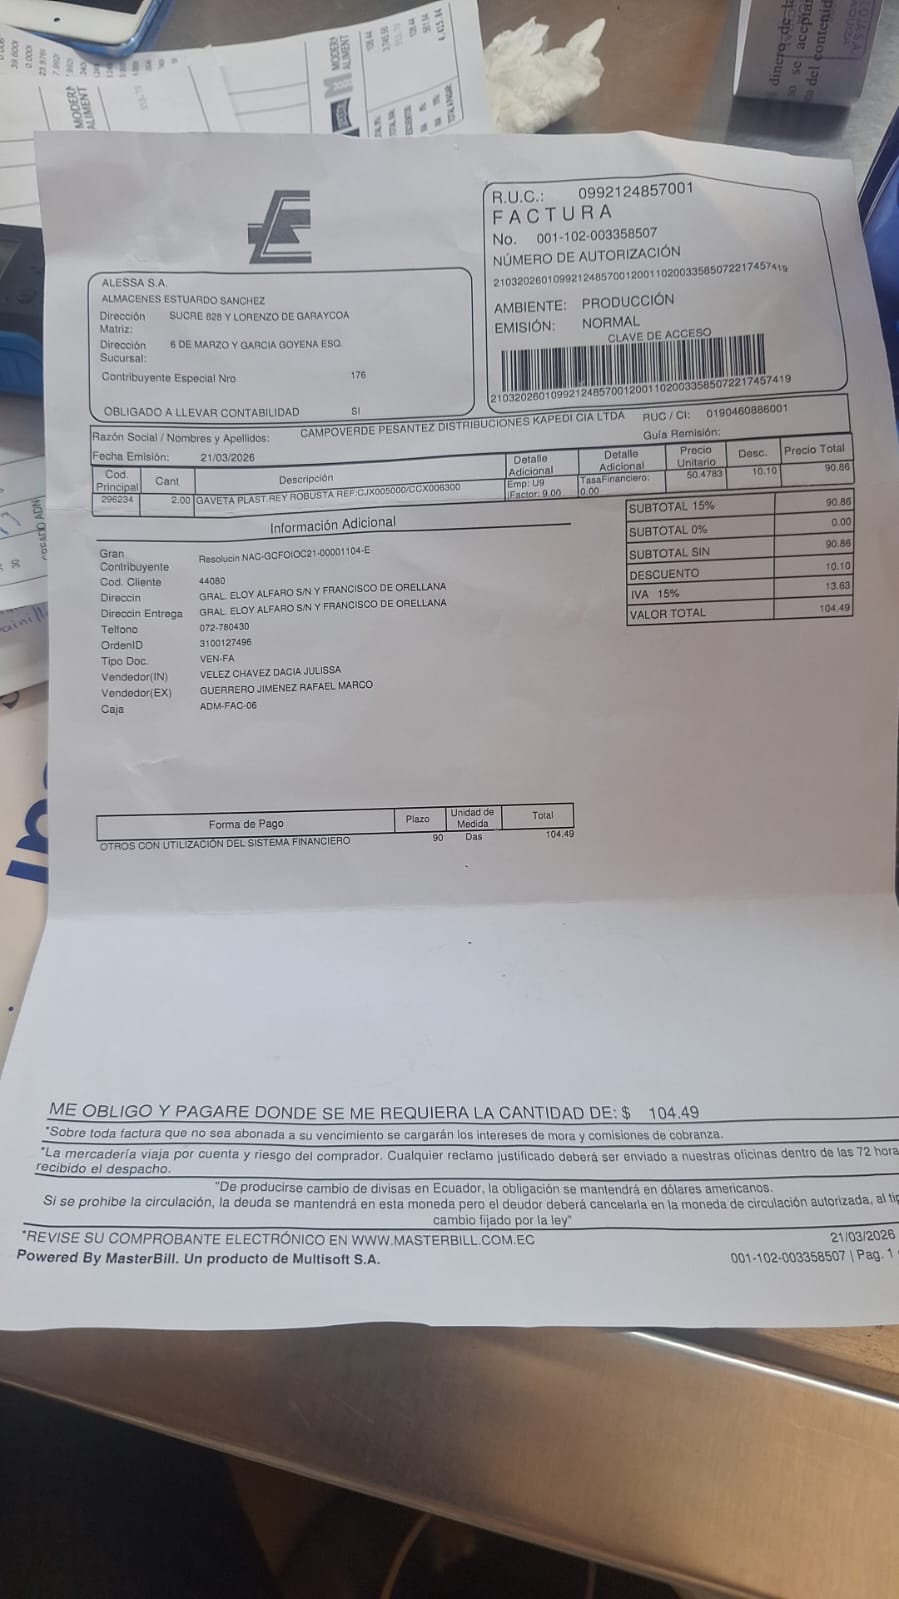 R.U.C.: 0992124857001
FACTURA
No. 001-102-003358507
NÚMERO DE AUTORIZACIÓN
2103202601099212485700120011020033585072217457419
AMBIENTE: PRODUCCIÓN
EMISIÓN: NORMAL
CLAVE DE ACCESO
2103202601099212485700120011020033585072217457419
ALESSA S.A.
ALMACENES ESTUARDO SANCHEZ
Dirección Matriz: SUCRE 828 Y LORENZO DE GARAYCOA
Dirección Sucursal: 6 DE MARZO Y GARCIA GOYENA ESQ.
Contribuyente Especial Nro 176
OBLIGADO A LLEVAR CONTABILIDAD SI
Razón Social / Nombres y Apellidos: CAMPOVERDE PESANTEZ DISTRIBUCIONES KAPEDI CIA LTDA RUC / CI: 0190460886001
Fecha Emisión: 21/03/2026 Guía Remisión:
Cod. Principal Cant Descripción Detalle Adicional Detalle Adicional Precio Unitario Desc. Precio Total
296234 2.00 GAVETA PLAST.REY ROBUSTA REF:CJX005000/CCX006300 Emp: U9 Factor: 9.00 TasaFinanciero: 0.00 50.4783 10.10 90.86
SUBTOTAL 15% 90.86
SUBTOTAL 0% 0.00
SUBTOTAL SIN 90.86
DESCUENTO 10.10
IVA 15% 13.63
VALOR TOTAL 104.49
Información Adicional
Gran Contribuyente Resolucin NAC-GCFOIOC21-00001104-E
Cod. Cliente 44080
Direccin GRAL. ELOY ALFARO S/N Y FRANCISCO DE ORELLANA
Direccin Entrega GRAL. ELOY ALFARO S/N Y FRANCISCO DE ORELLANA
Telfono 072-780430
OrdenID 3100127496
Tipo Doc. VEN-FA
Vendedor(IN) VELEZ CHAVEZ DACIA JULISSA
Vendedor(EX) GUERRERO JIMENEZ RAFAEL MARCO
Caja ADM-FAC-06
Forma de Pago Plazo Unidad de Medida Total
OTROS CON UTILIZACIÓN DEL SISTEMA FINANCIERO 90 Das 104.49
ME OBLIGO Y PAGARE DONDE SE ME REQUIERA LA CANTIDAD DE: $ 104.49
*Sobre toda factura que no sea abonada a su vencimiento se cargarán los intereses de mora y comisiones de cobranza.
*La mercadería viaja por cuenta y riesgo del comprador. Cualquier reclamo justificado deberá ser enviado a nuestras oficinas dentro de las 72 hora
recibido el despacho.
"De producirse cambio de divisas en Ecuador, la obligación se mantendrá en dólares americanos.
Si se prohibe la circulación, la deuda se mantendrá en esta moneda pero el deudor deberá cancelarla en la moneda de circulación autorizada, al tip
cambio fijado por la ley"
*REVISE SU COMPROBANTE ELECTRÓNICO EN WWW.MASTERBILL.COM.EC 21/03/2026
Powered By MasterBill. Un producto de Multisoft S.A. 001-102-003358507 | Pag. 1